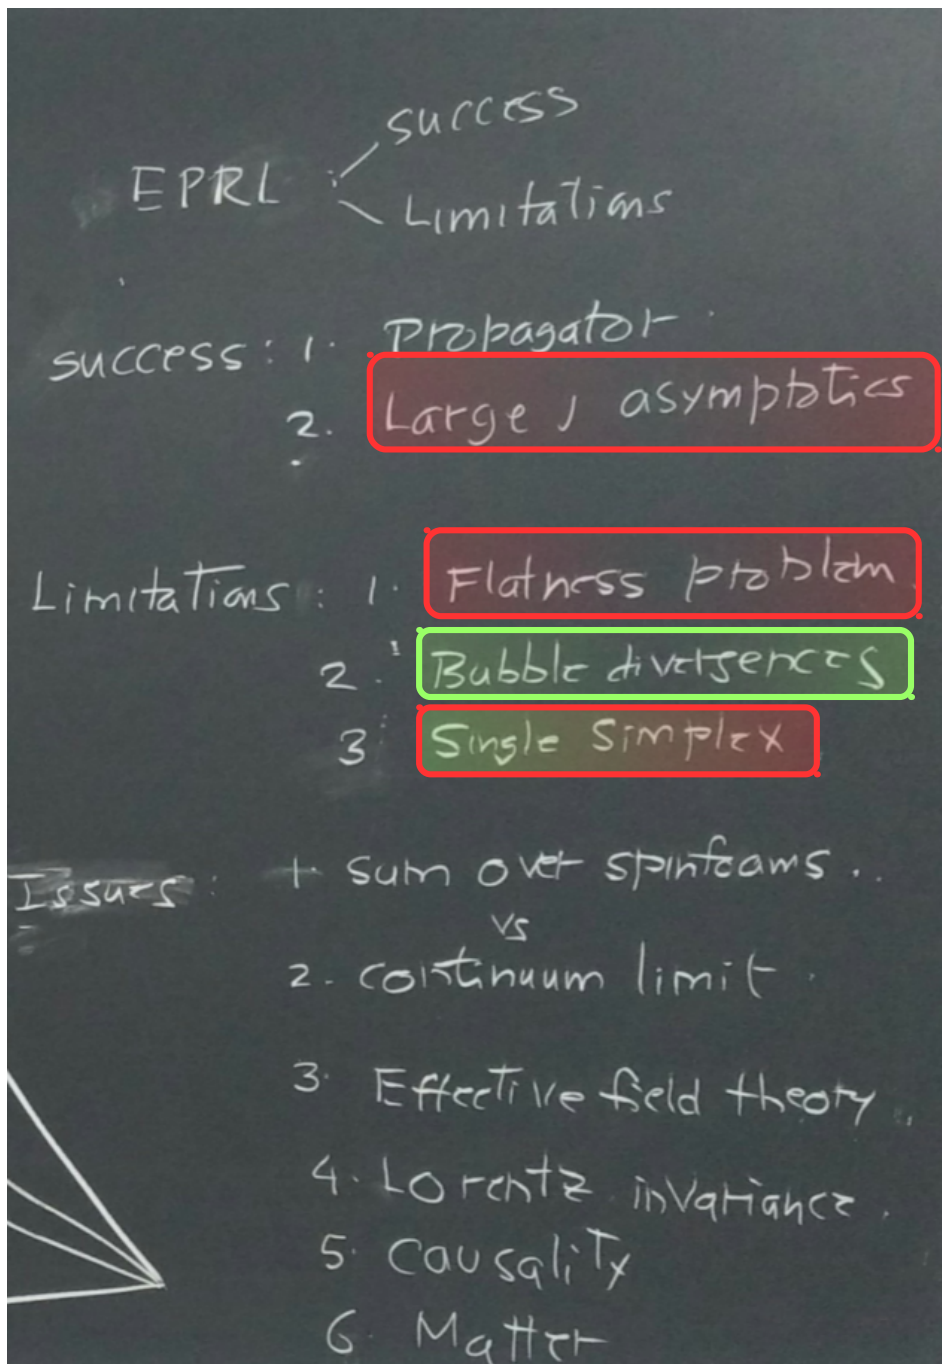 success
EPRL :
Limitations
success : 1. Propagator
2. Large j asymptotics
Limitations : 1. Flatness problem
2. Bubble divergences
3 Single Simplex
Issues : 1. sum over spinfoams ..
vs
2. continuum limit .
3. Effective field theory .
4. Lorentz invariance .
5. Causality
6. Matter